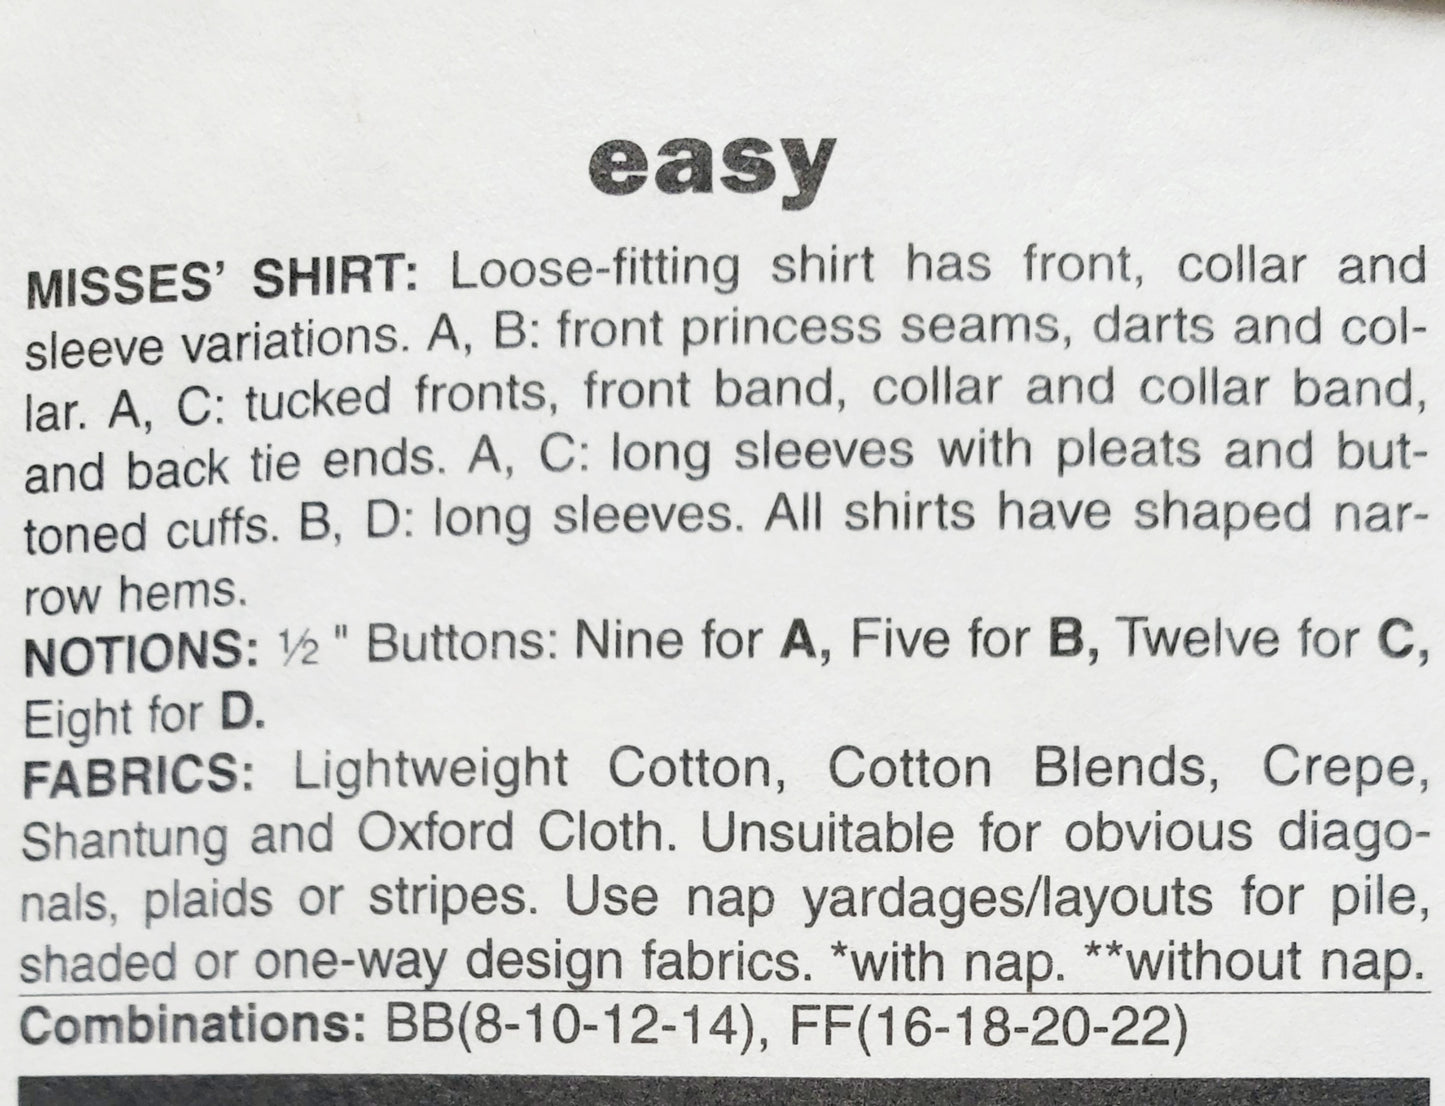 easy
MISSES' SHIRT: Loose-fitting shirt has front, collar and
sleeve variations. A, B: front princess seams, darts and col-
lar. A, C: tucked fronts, front band, collar and collar band,
and back tie ends. A, C: long sleeves with pleats and but-
toned cuffs. B, D: long sleeves. All shirts have shaped nar-
row hems.
NOTIONS: ½ " Buttons: Nine for A, Five for B, Twelve for C,
Eight for D.
FABRICS: Lightweight Cotton, Cotton Blends, Crepe,
Shantung and Oxford Cloth. Unsuitable for obvious diago-
nals, plaids or stripes. Use nap yardages/layouts for pile,
shaded or one-way design fabrics. *with nap. **without nap.
Combinations: BB(8-10-12-14), FF(16-18-20-22)